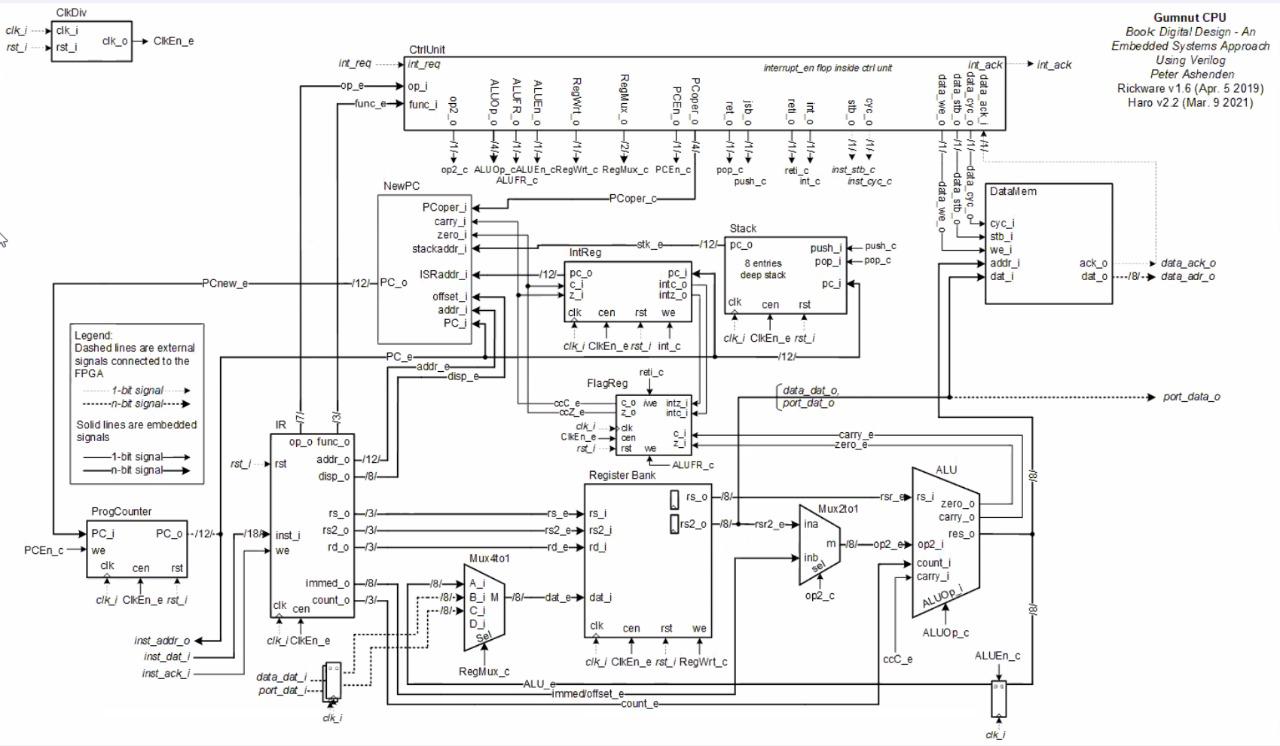 ClkDiv
clk_i
rst_i
clk_i
rst_i
clk_o
ClkEn_e
Gumnut CPU
Book: Digital Design - An
Embedded Systems Approach
Using Verilog
Peter Ashenden
Rickware v1.6 (Apr. 5 2019)
Haro v2.2 (Mar. 9 2021)
CtrlUnit
int_req
int_req
interrupt_en flop inside ctrl unit
int_ack
int_ack
op_e
op_i
func_e
func_i
op2_o
ALUOp_o
ALUFR_o
ALUEn_o
RegWrt_o
RegMux_o
PCEn_o
PCoper_o
ret_o
jsb_o
reti_o
int_o
stb_o
cyc_o
data_we_o
data_stb_o
data_cyc_o
data_ack_i
/1/
/4/
/1/
/1/
/1/
/2/
/1/
/4/
/1/
/1/
/1/
/1/
/1/
/1/
/1/
/1/
/1/
/1/
op2_c
ALUOp_c
ALUEn_c
RegWrt_c
RegMux_c
PCEn_c
ALUFR_c
pop_c
push_c
reti_c
int_c
inst_stb_c
inst_cyc_c
data_we_o
data_stb_o
data_cyc_o
NewPC
PCoper_i
carry_i
zero_i
stackaddr_i
ISRaddr_i
offset_i
addr_i
PC_i
PC_o
PCoper_c
PCnew_e
/12/
stk_e
/12/
Stack
pc_o
8 entries
deep stack
push_i
pop_i
pc_i
push_c
pop_c
clk
cen
rst
clk_i
ClkEn_e
rst_i
IntReg
/12/
pc_o
c_i
z_i
pc_i
intc_o
intz_o
clk
cen
rst
we
clk_i
ClkEn_e
rst_i
int_c
DataMem
cyc_i
stb_i
we_i
addr_i
dat_i
ack_o
dat_o
data_ack_o
/8/
data_adr_o
Legend:
Dashed lines are external
signals connected to the
FPGA
1-bit signal
n-bit signal
Solid lines are embedded
signals
1-bit signal
n-bit signal
PC_e
addr_e
disp_e
/12/
reti_c
FlagReg
ccC_e
ccZ_e
c_o
z_o
iwe
intz_i
intc_i
clk_i
ClkEn_e
rst_i
clk
cen
rst
we
c_i
z_i
ALUFR_c
data_dat_o,
port_dat_o
port_data_o
carry_e
zero_e
/7/
/3/
IR
op_o
func_o
rst_i
rst
addr_o
disp_o
/12/
/8/
/18/
inst_i
we
rs_o
rs2_o
rd_o
/3/
/3/
/3/
immed_o
count_o
/8/
/3/
clk
cen
clk_i
ClkEn_e
ProgCounter
PC_i
we
PC_o
/12/
PCEn_c
clk
cen
rst
clk_i
ClkEn_e
rst_i
inst_addr_o
inst_dat_i
inst_ack_i
data_dat_i
port_dat_i
clk_i
Mux4to1
/8/
/8/
/8/
A_i
B_i
C_i
D_i
M
Sel
/8/
dat_e
RegMux_c
Register Bank
rs_e
rs2_e
rd_e
rs_i
rs2_i
rd_i
dat_i
rs_o
rs2_o
/8/
/8/
clk
cen
rst
we
clk_i
ClkEn_e
rst_i
RegWrt_c
rsr_e
rsr2_e
Mux2to1
ina
inb
m
sel
op2_c
/8/
op2_e
ALU
rs_i
zero_o
carry_o
res_o
op2_i
count_i
carry_i
ALUOp_i
ALUOp_c
ccC_e
/8/
/8/
ALUEn_c
clk_i
ALU_e
immed/offset_e
count_e